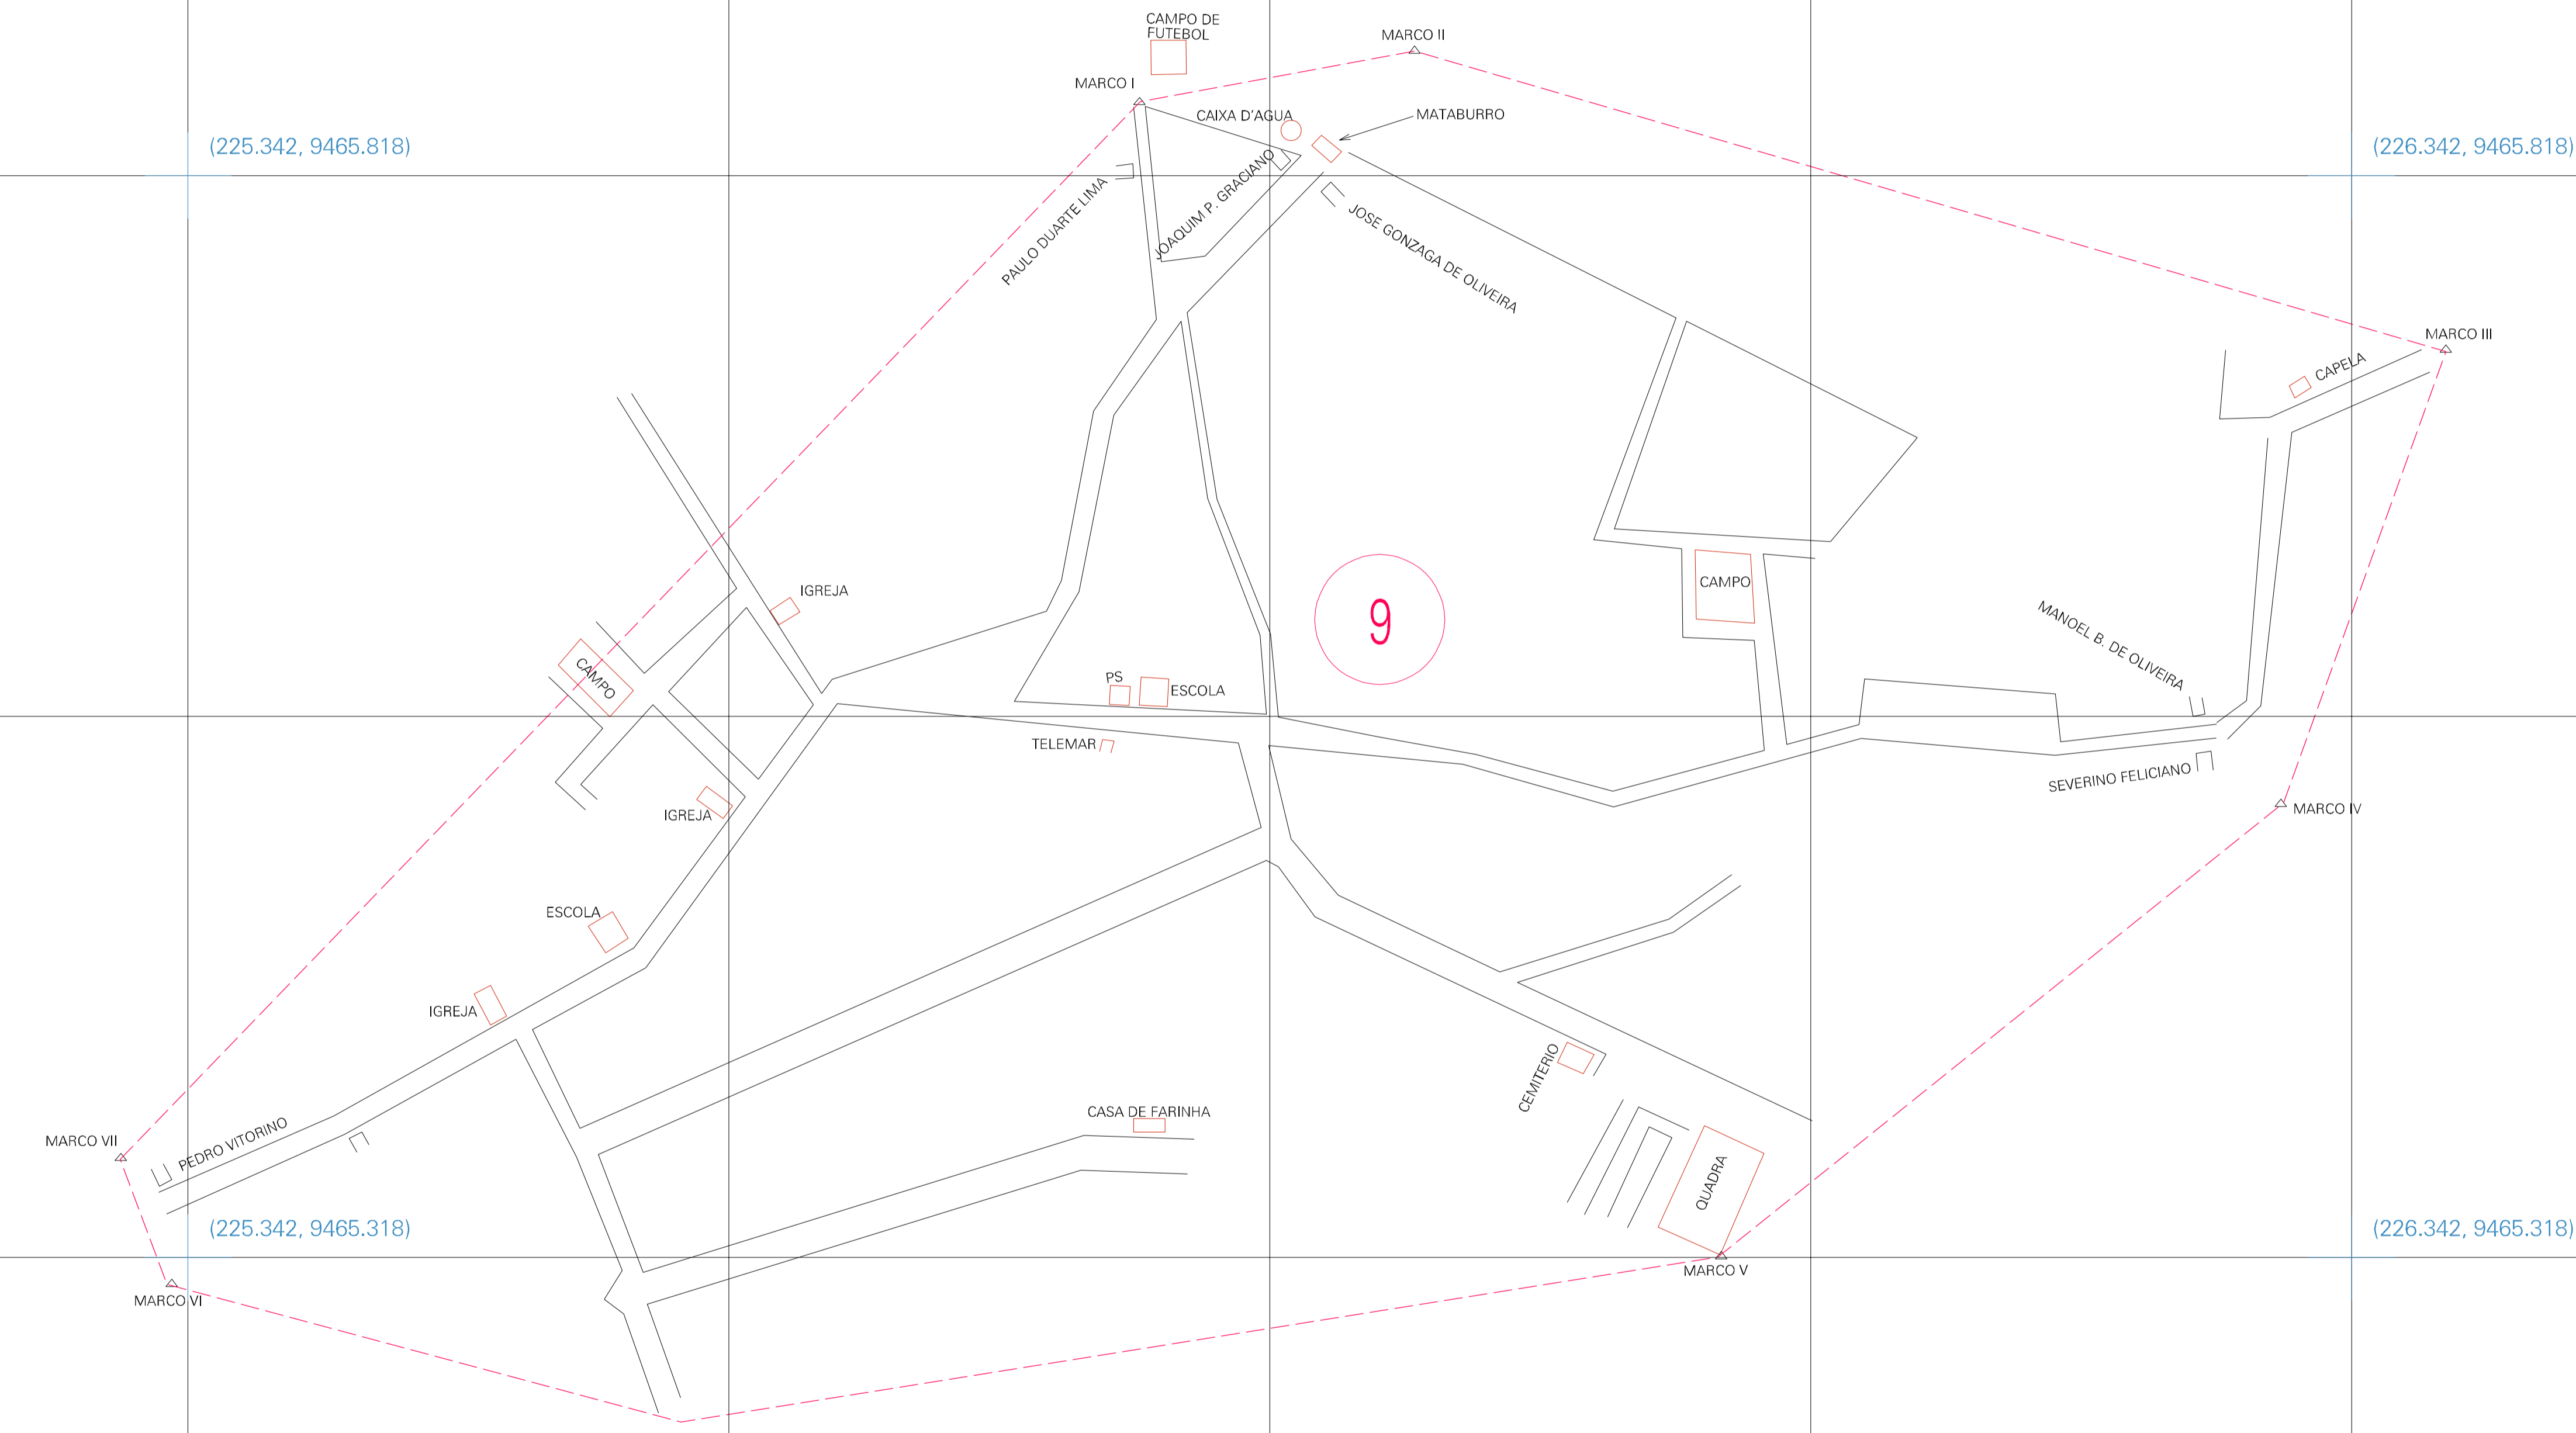 CAMPO DE
FUTEBOL
MARCO II
MARCO I
CAIXA D'AGUA
MATABURRO
(225.342, 9465.818)
(226.342, 9465.818)
PAULO DUARTE LIMA
JOAQUIM P. GRACIANO
JOSE GONZAGA DE OLIVEIRA
MARCO III
CAPELA
IGREJA
CAMPO
9
CAMPO
MANOEL B. DE OLIVEIRA
PS
ESCOLA
TELEMAR
SEVERINO FELICIANO
MARCO IV
IGREJA
ESCOLA
IGREJA
CEMITERIO
CASA DE FARINHA
MARCO VII
PEDRO VITORINO
QUADRA
(225.342, 9465.318)
(226.342, 9465.318)
MARCO V
MARCO VI